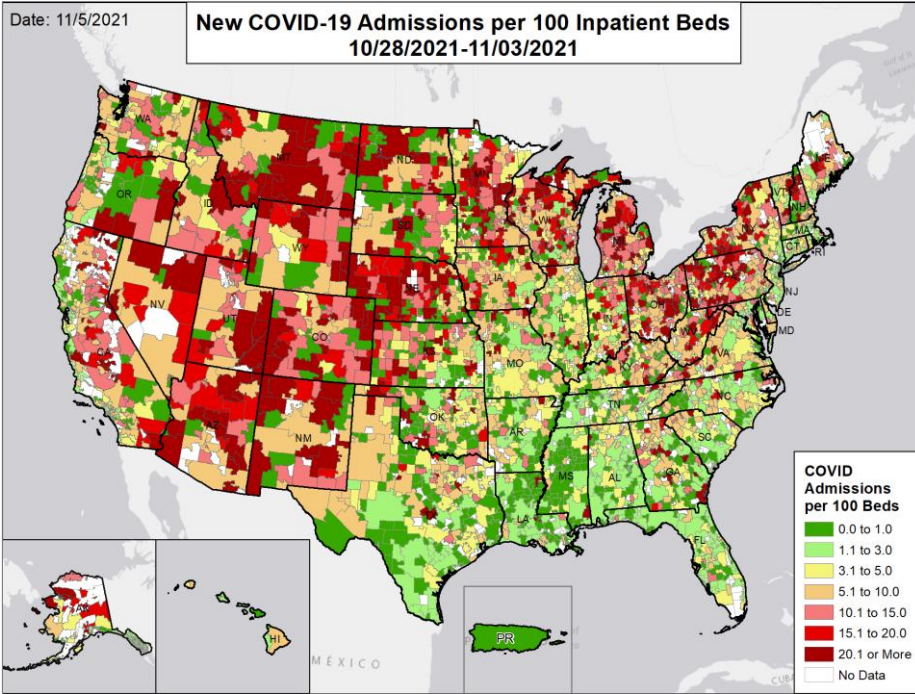 Date: 11/5/2021
New COVID-19 Admissions per 100 Inpatient Beds
10/28/2021-11/03/2021
WA
MT
ND
MN
ME
OR
ID
SD
WI
MI
VT
NH
NY
MA
CT
RI
WY
IA
NE
PA
NJ
NV
UT
CO
IL
IN
OH
DE
MD
WV
VA
CA
KS
MO
AZ
NM
OK
AR
TN
NC
SC
MS
AL
GA
LA
FL
AK
HI
PR
MÉXICO
CUBA
COVID
Admissions
per 100 Beds
0.0 to 1.0
1.1 to 3.0
3.1 to 5.0
5.1 to 10.0
10.1 to 15.0
15.1 to 20.0
20.1 or More
No Data